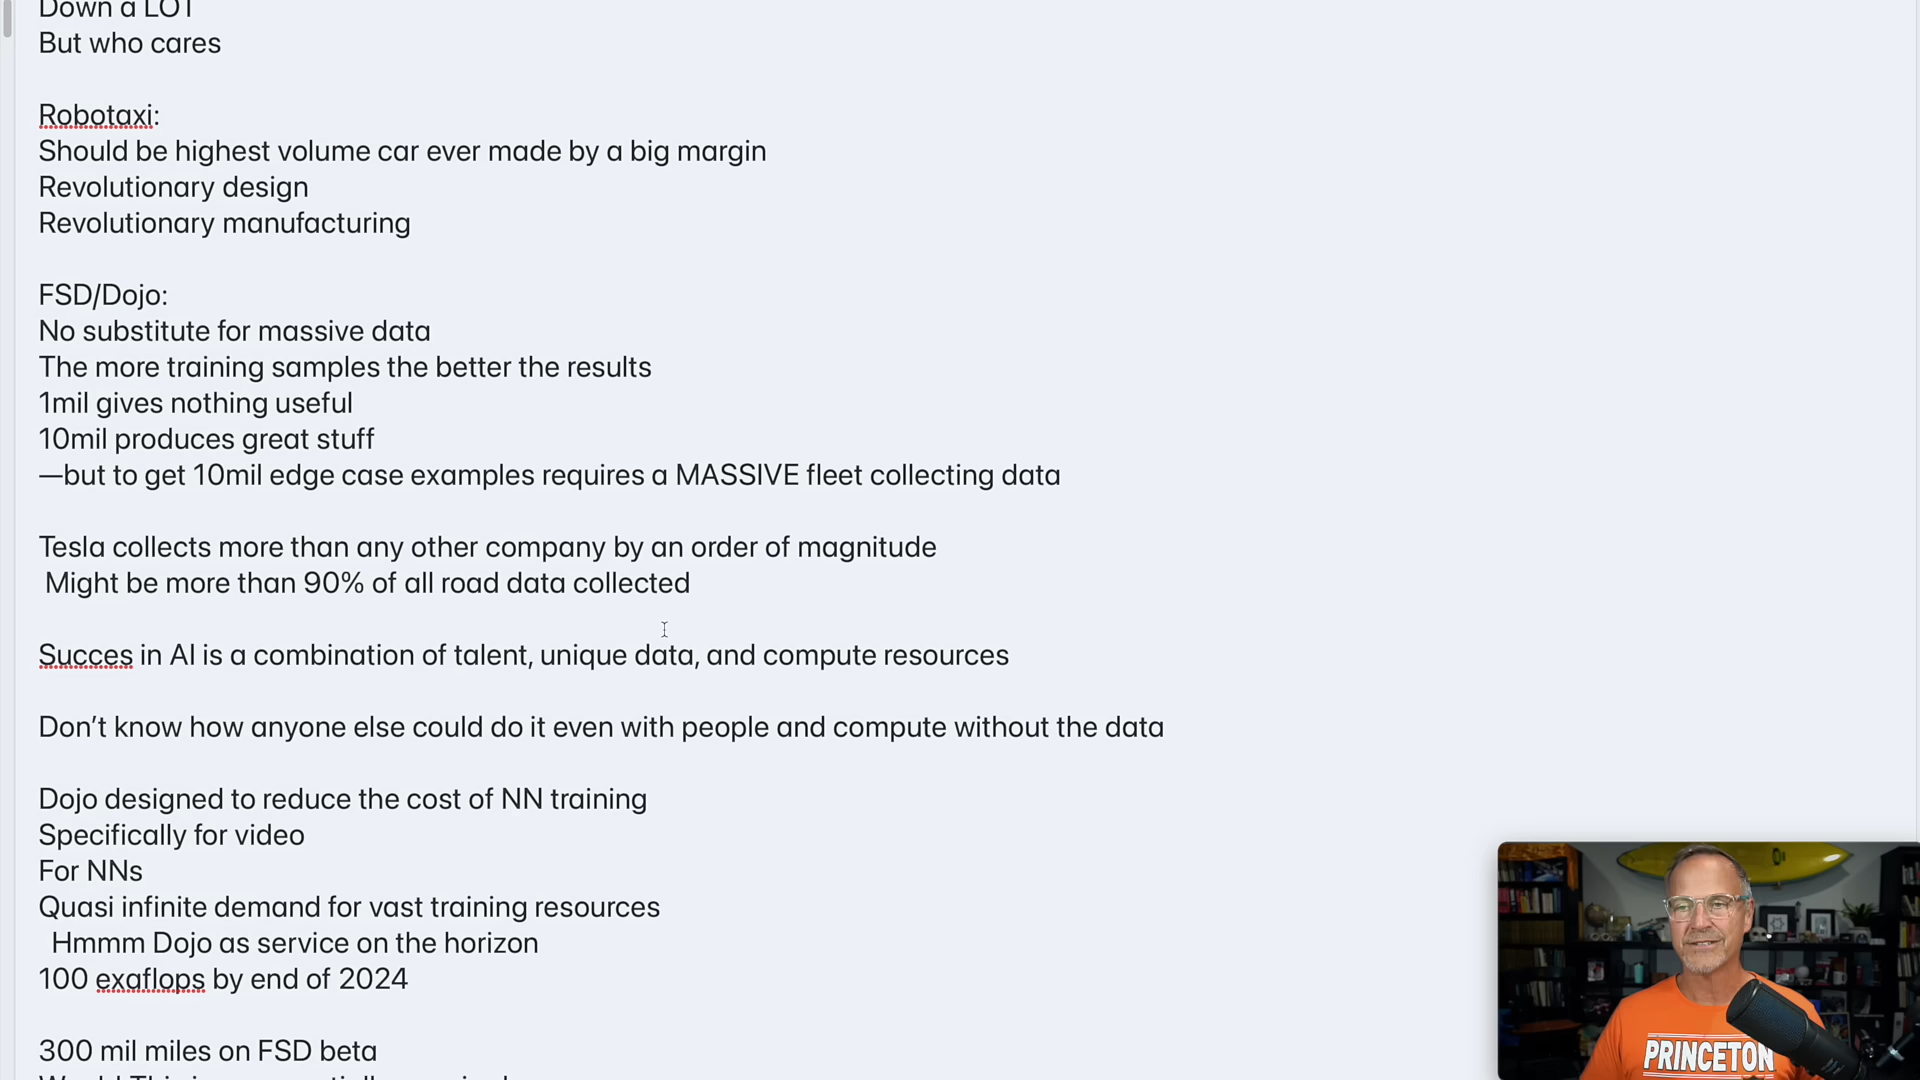 Down a LOT
But who cares
Robotaxi:
Should be highest volume car ever made by a big margin
Revolutionary design
Revolutionary manufacturing
FSD/Dojo:
No substitute for massive data
The more training samples the better the results
1mil gives nothing useful
10mil produces great stuff
—but to get 10mil edge case examples requires a MASSIVE fleet collecting data
Tesla collects more than any other company by an order of magnitude
Might be more than 90% of all road data collected
Succes in AI is a combination of talent, unique data, and compute resources
Don’t know how anyone else could do it even with people and compute without the data
Dojo designed to reduce the cost of NN training
Specifically for video
For NNs
Quasi infinite demand for vast training resources
Hmmm Dojo as service on the horizon
100 exaflops by end of 2024
300 mil miles on FSD beta
PRINCETON